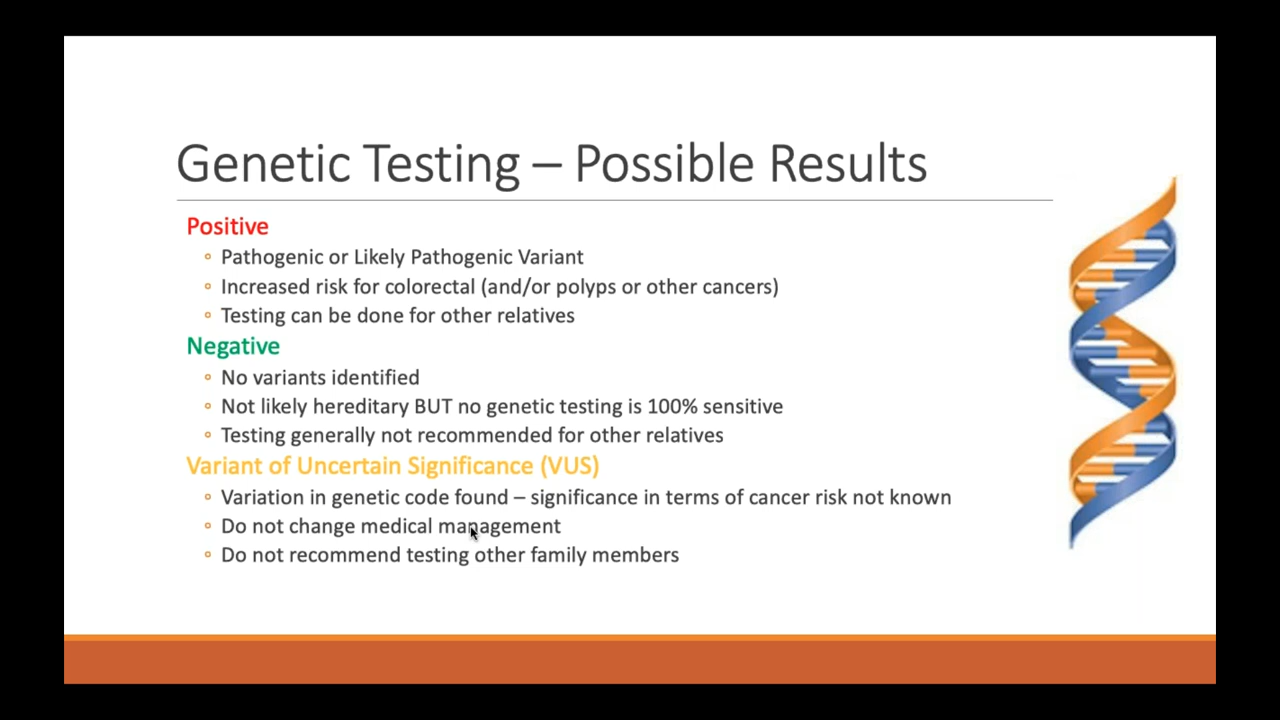 Genetic Testing – Possible Results
Positive
◦ Pathogenic or Likely Pathogenic Variant
◦ Increased risk for colorectal (and/or polyps or other cancers)
◦ Testing can be done for other relatives
Negative
◦ No variants identified
◦ Not likely hereditary BUT no genetic testing is 100% sensitive
◦ Testing generally not recommended for other relatives
Variant of Uncertain Significance (VUS)
◦ Variation in genetic code found – significance in terms of cancer risk not known
◦ Do not change medical management
◦ Do not recommend testing other family members